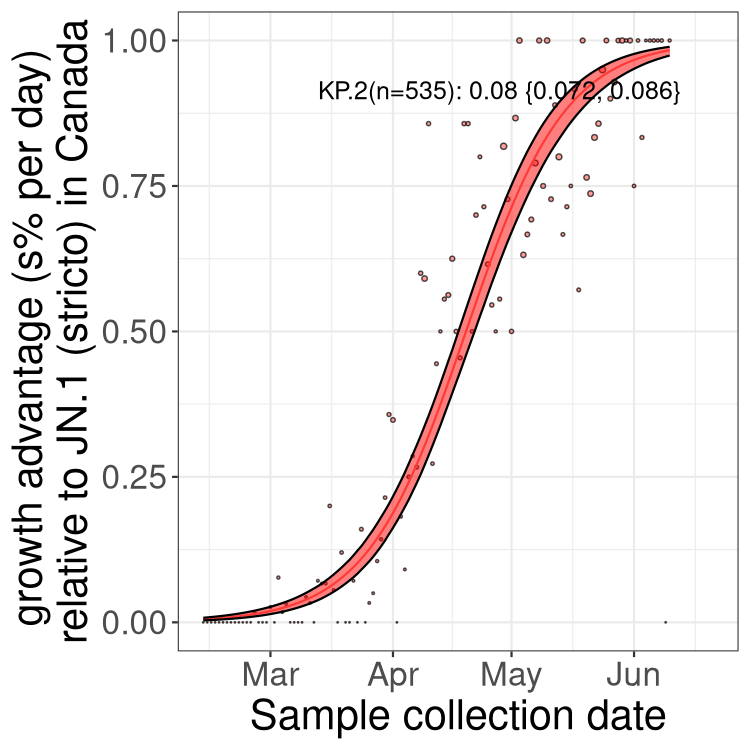 growth advantage (s% per day)
relative to JN.1 (stricto) in Canada
1.00
0.75
0.50
0.25
0.00
KP.2(n=535): 0.08 {0.072, 0.086}
Mar Apr May Jun
Sample collection date